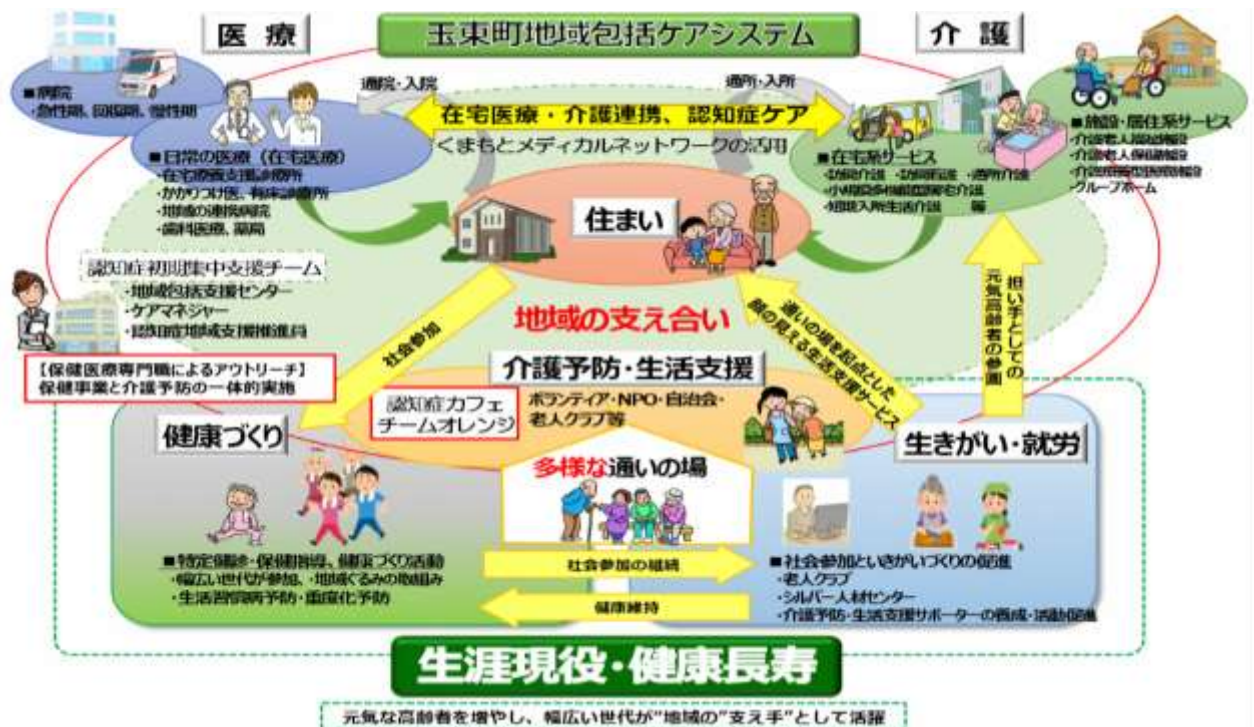 玉東町地域包括ケアシステム
医療
介護
■病院
・急性期、回復期、慢性期
通院・入院
通所・入所
在宅医療・介護連携、認知症ケア
くまもとメディカルネットワークの活用
■日常の医療（在宅医療）
・在宅療養支援診療所
・かかりつけ医、有床診療所
・地域の連携病院
・歯科医療、薬局
■在宅系サービス
・訪問介護 ・訪問看護 ・通所介護
・小規模多機能型居宅介護
・短期入所生活介護 等
■施設・居住系サービス
・介護老人福祉施設
・介護老人保健施設
・介護療養型医療施設
・グループホーム
住まい
認知症初期集中支援チーム
・地域包括支援センター
・ケアマネジャー
・認知症地域支援推進員
【保健医療専門職によるアウトリーチ】
保健事業と介護予防の一体的実施
社会参加
地域の支え合い
通いの場を起点とした
顔の見える生活支援サービス
担い手としての
元気高齢者の参画
介護予防・生活支援
認知症カフェ
チームオレンジ
ボランティア・NPO・自治会・
老人クラブ等
健康づくり
生きがい・就労
多様な通いの場
■特定健診・保健指導、健康づくり活動
・幅広い世代が参加、・地域ぐるみの取組み
・生活習慣病予防・重度化予防
社会参加の継続
健康維持
■社会参加といきがいづくりの促進
・老人クラブ
・シルバー人材センター
・介護予防・生活支援サポーターの養成・活動促進
生涯現役・健康長寿
元気な高齢者を増やし、幅広い世代が"地域の"支え手"として活躍